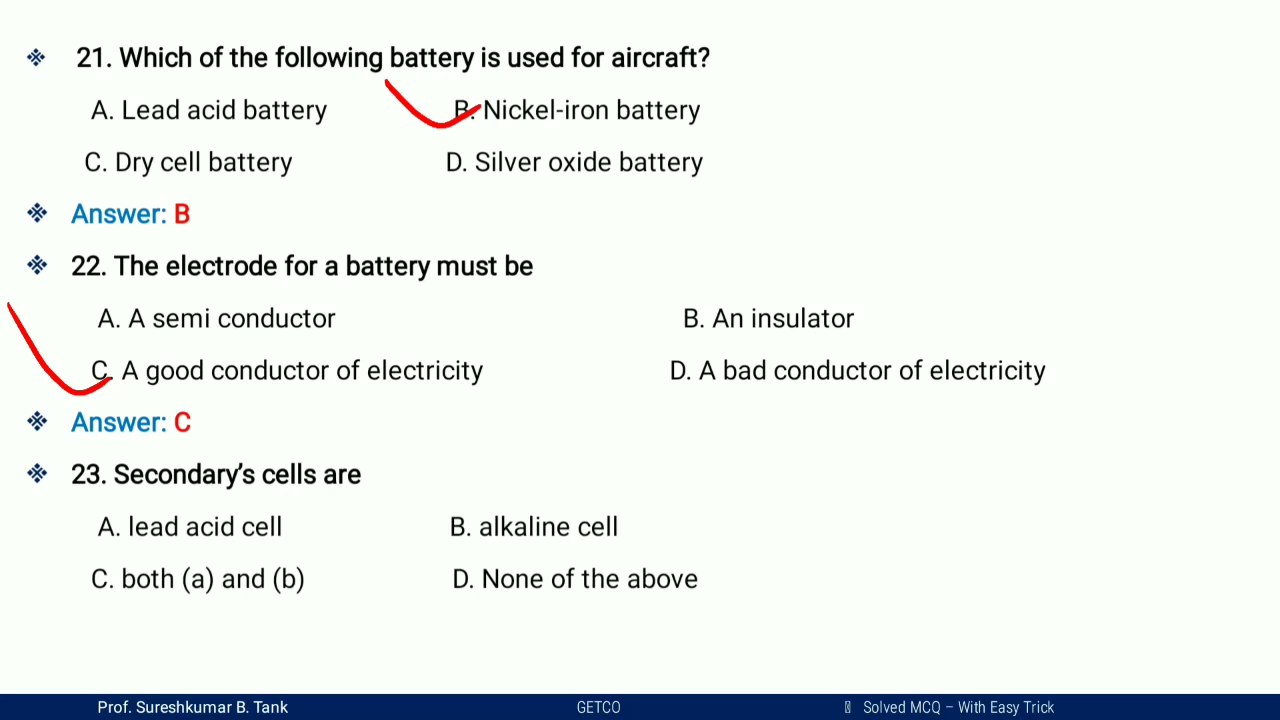 21. Which of the following battery is used for aircraft?
A. Lead acid battery B. Nickel-iron battery
C. Dry cell battery D. Silver oxide battery
Answer: B
22. The electrode for a battery must be
A. A semi conductor B. An insulator
C. A good conductor of electricity D. A bad conductor of electricity
Answer: C
23. Secondary’s cells are
A. lead acid cell B. alkaline cell
C. both (a) and (b) D. None of the above
Prof. Sureshkumar B. Tank GETCO Solved MCQ – With Easy Trick